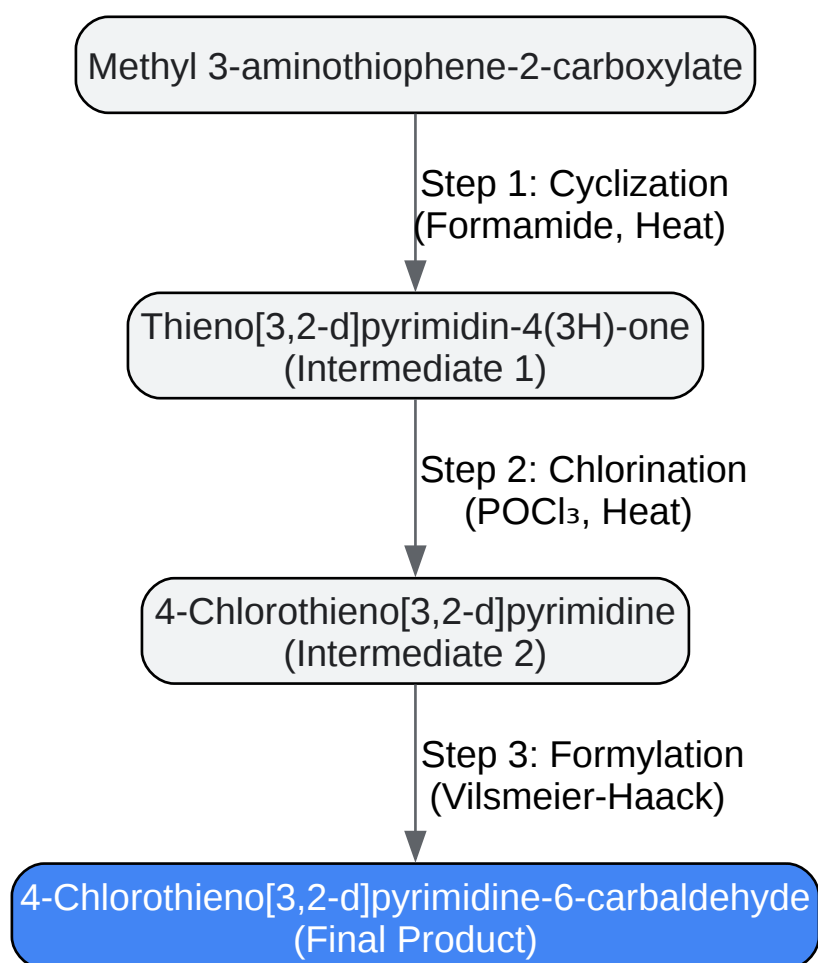 Methyl 3-aminothiophene-2-carboxylate
Step 1: Cyclization
(Formamide, Heat)
Thieno[3,2-d]pyrimidin-4(3H)-one
(Intermediate 1)
Step 2: Chlorination
(POCl₃, Heat)
4-Chlorothieno[3,2-d]pyrimidine
(Intermediate 2)
Step 3: Formylation
(Vilsmeier-Haack)
4-Chlorothieno[3,2-d]pyrimidine-6-carbaldehyde
(Final Product)